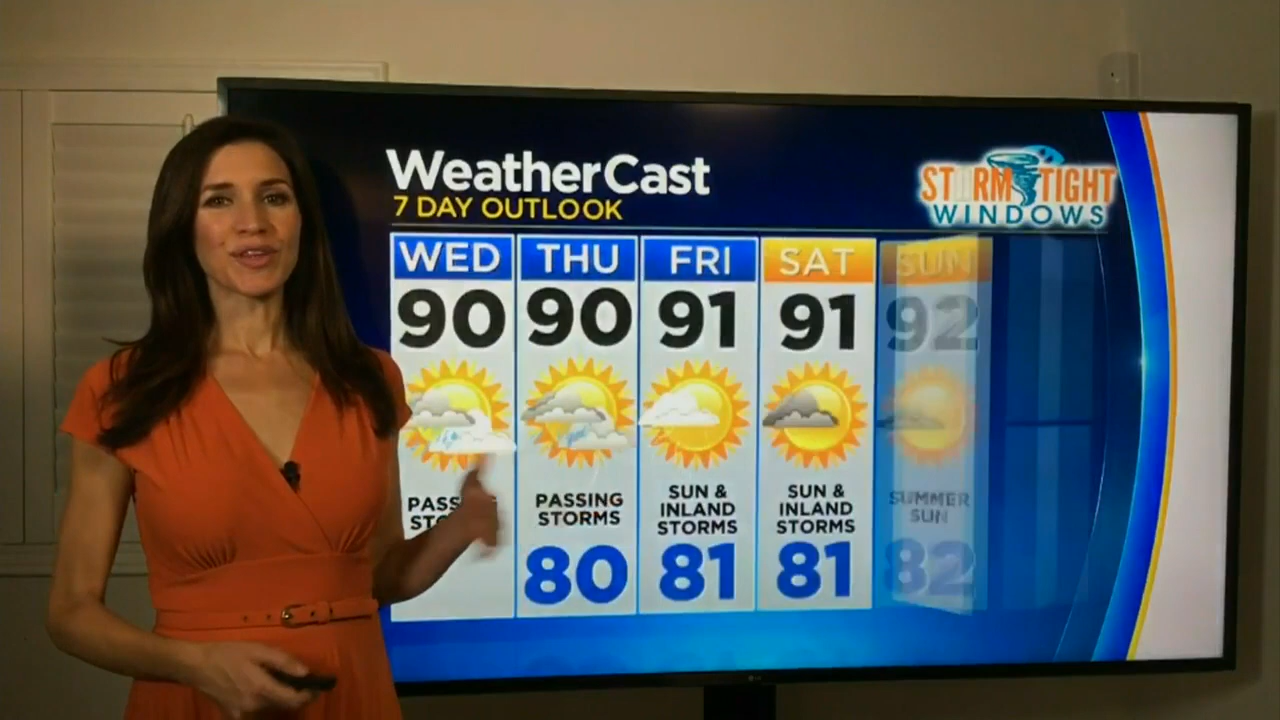 WeatherCast
7 DAY OUTLOOK
STORM TIGHT
WINDOWS
WED
THU
FRI
SAT
SUN
90
90
91
91
92
PASSING
STORMS
SUN &
INLAND
STORMS
SUN &
INLAND
STORMS
SUMMER
SUN
80
81
81
82
LG